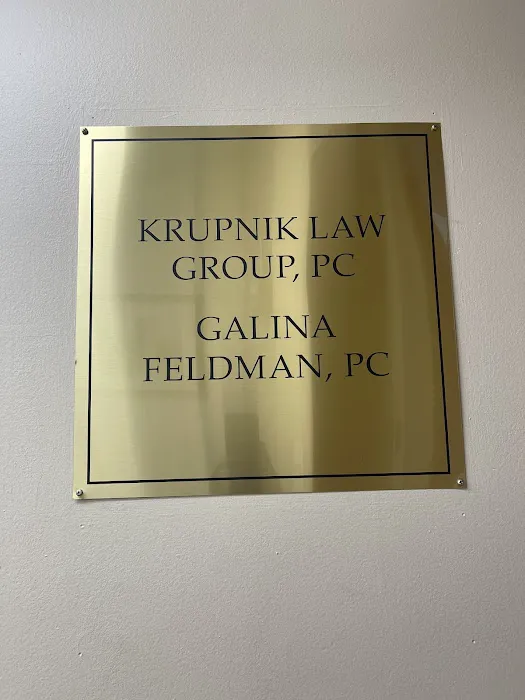 KRUPNIK LAW
GROUP, PC
GALINA
FELDMAN, PC